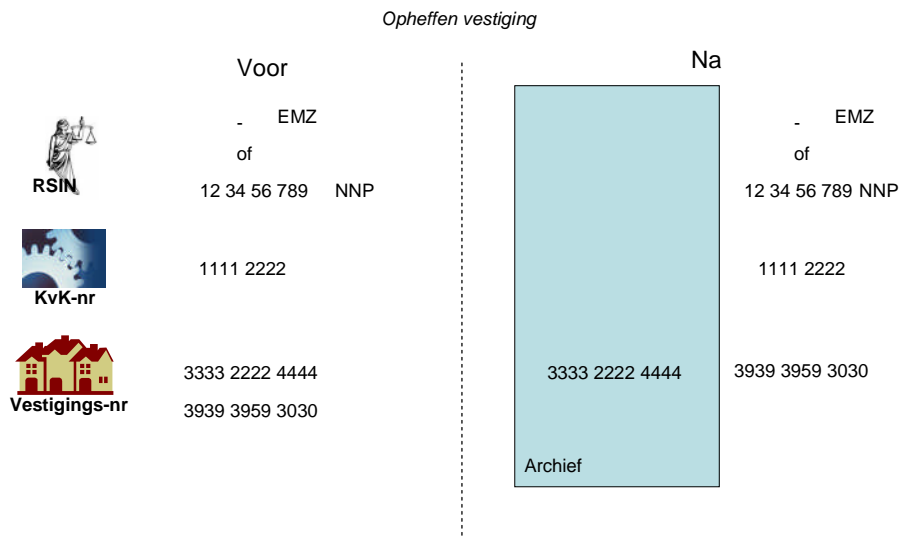 Opheffen vestiging
Voor
Na
- EMZ
of
RSIN
12 34 56 789 NNP
- EMZ
of
12 34 56 789 NNP
1111 2222
1111 2222
KvK-nr
3333 2222 4444
3333 2222 4444
3939 3959 3030
Vestigings-nr
3939 3959 3030
Archief